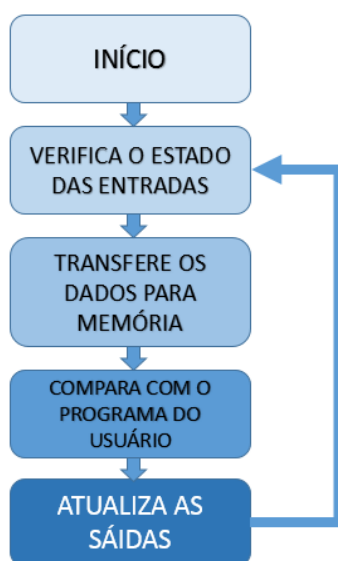 INÍCIO
VERIFICA O ESTADO
DAS ENTRADAS
TRANSFERE OS
DADOS PARA
MEMÓRIA
COMPARA COM O
PROGRAMA DO
USUÁRIO
ATUALIZA AS
SÁIDAS